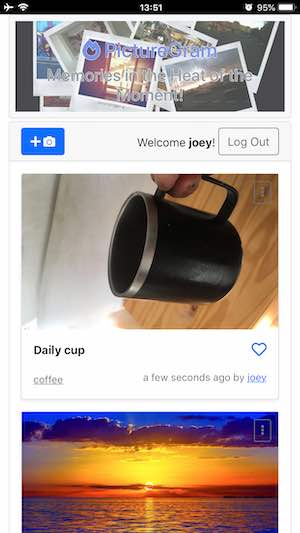 13:51
95%
PictureGram
Memories in the Heat of the
Moment!
Welcome joey!
Log Out
Daily cup
coffee
a few seconds ago by joey